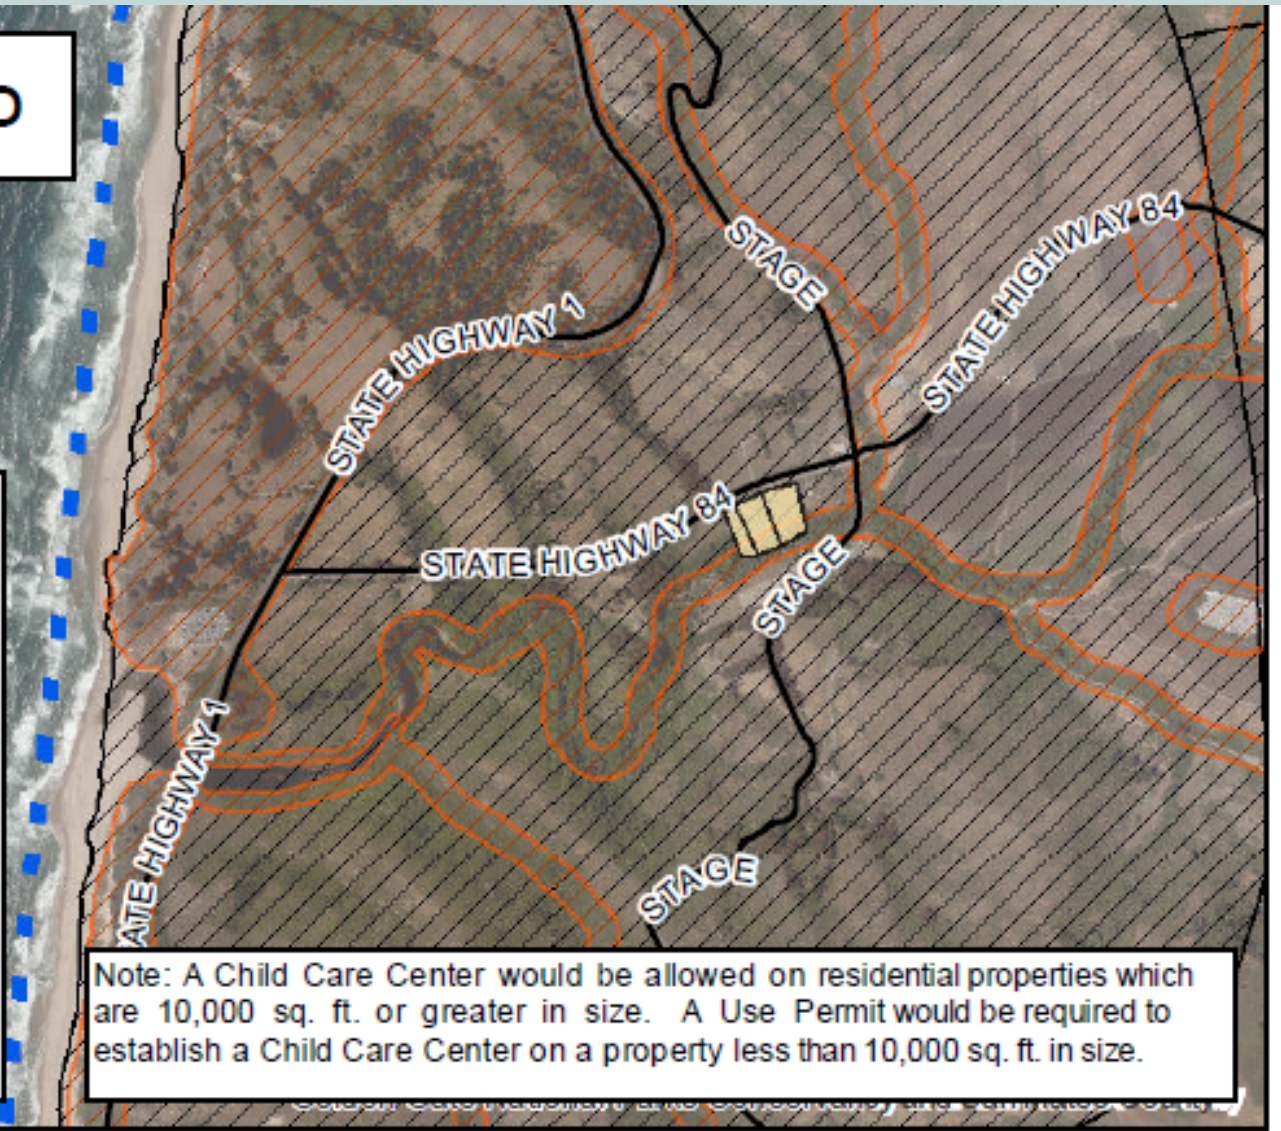 STAGE
STATE HIGHWAY 84
STATE HIGHWAY 1
STATE HIGHWAY 84
STAGE
ATE HIGHWAY 1
STAGE
Note: A Child Care Center would be allowed on residential properties which
are 10,000 sq. ft. or greater in size. A Use Permit would be required to
establish a Child Care Center on a property less than 10,000 sq. ft. in size.